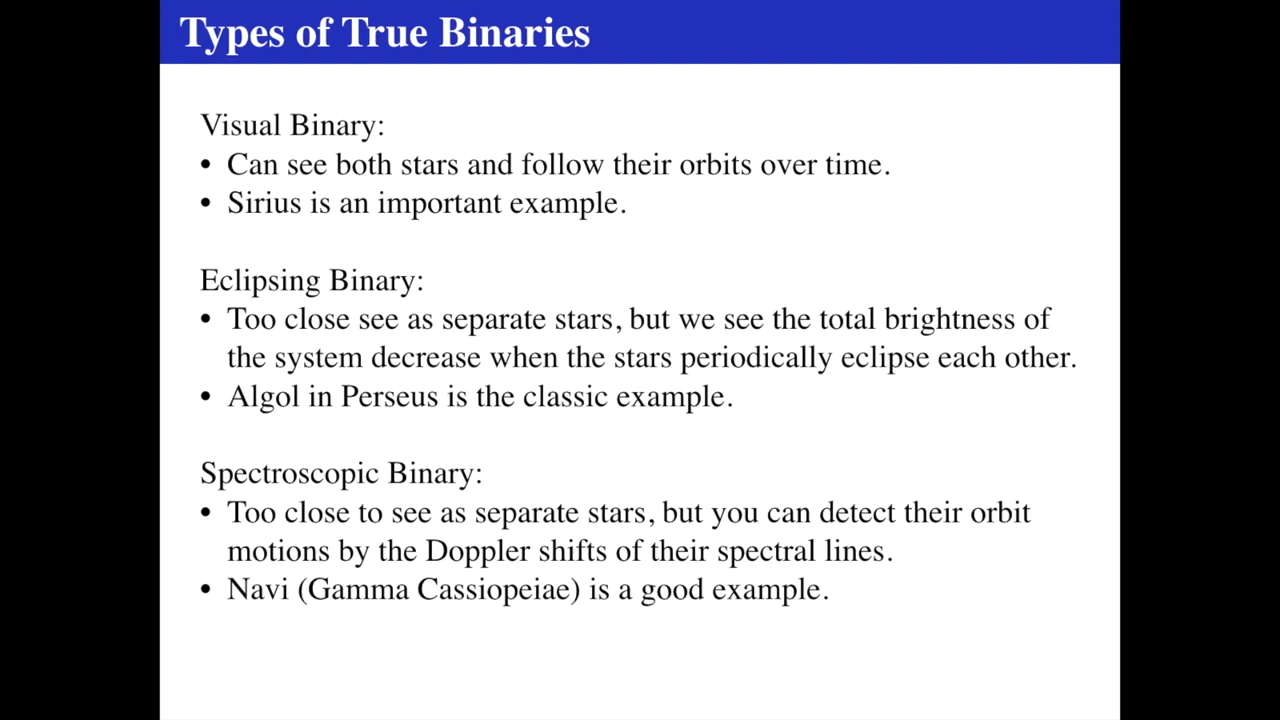 Types of True Binaries
Visual Binary:
• Can see both stars and follow their orbits over time.
• Sirius is an important example.
Eclipsing Binary:
• Too close see as separate stars, but we see the total brightness of
the system decrease when the stars periodically eclipse each other.
• Algol in Perseus is the classic example.
Spectroscopic Binary:
• Too close to see as separate stars, but you can detect their orbit
motions by the Doppler shifts of their spectral lines.
• Navi (Gamma Cassiopeiae) is a good example.